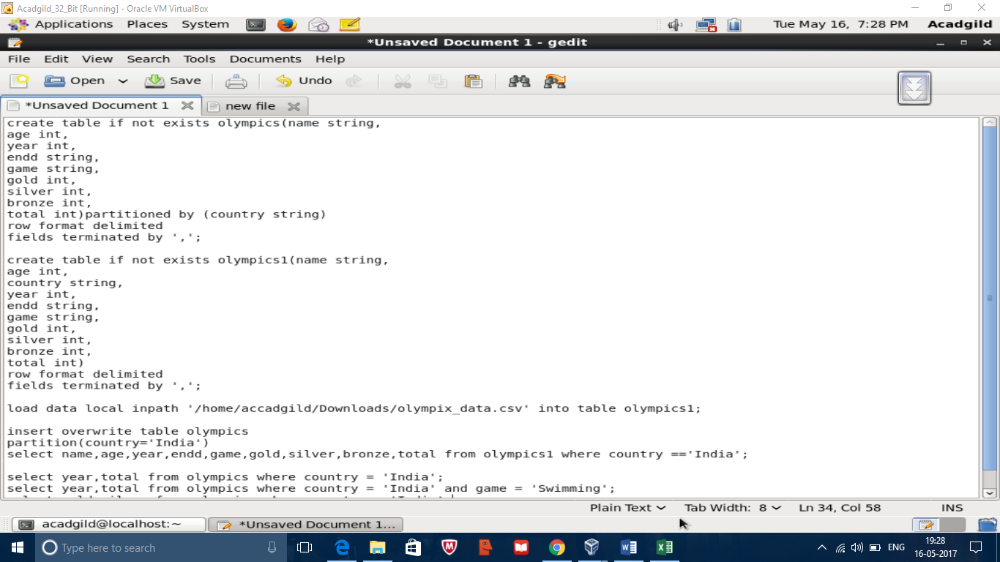 Acadgild_32_Bit [Running] - Oracle VM VirtualBox
Applications Places System Tue May 16, 7:28 PM Acadgild
*Unsaved Document 1 - gedit
File Edit View Search Tools Documents Help
Open Save Undo
*Unsaved Document 1 new file
create table if not exists olympics(name string,
age int,
year int,
endd string,
game string,
gold int,
silver int,
bronze int,
total int)partitioned by (country string)
row format delimited
fields terminated by ',';
create table if not exists olympics1(name string,
age int,
country string,
year int,
endd string,
game string,
gold int,
silver int,
bronze int,
total int)
row format delimited
fields terminated by ',';
load data local inpath '/home/accadgild/Downloads/olympix_data.csv' into table olympics1;
insert overwrite table olympics
partition(country='India')
select name,age,year,endd,game,gold,silver,bronze,total from olympics1 where country =='India';
select year,total from olympics where country = 'India';
select year,total from olympics where country = 'India' and game = 'Swimming';
Plain Text Tab Width: 8 Ln 34, Col 58 INS
acadgild@localhost:~ *Unsaved Document 1...
Type here to search ENG 19:28
16-05-2017